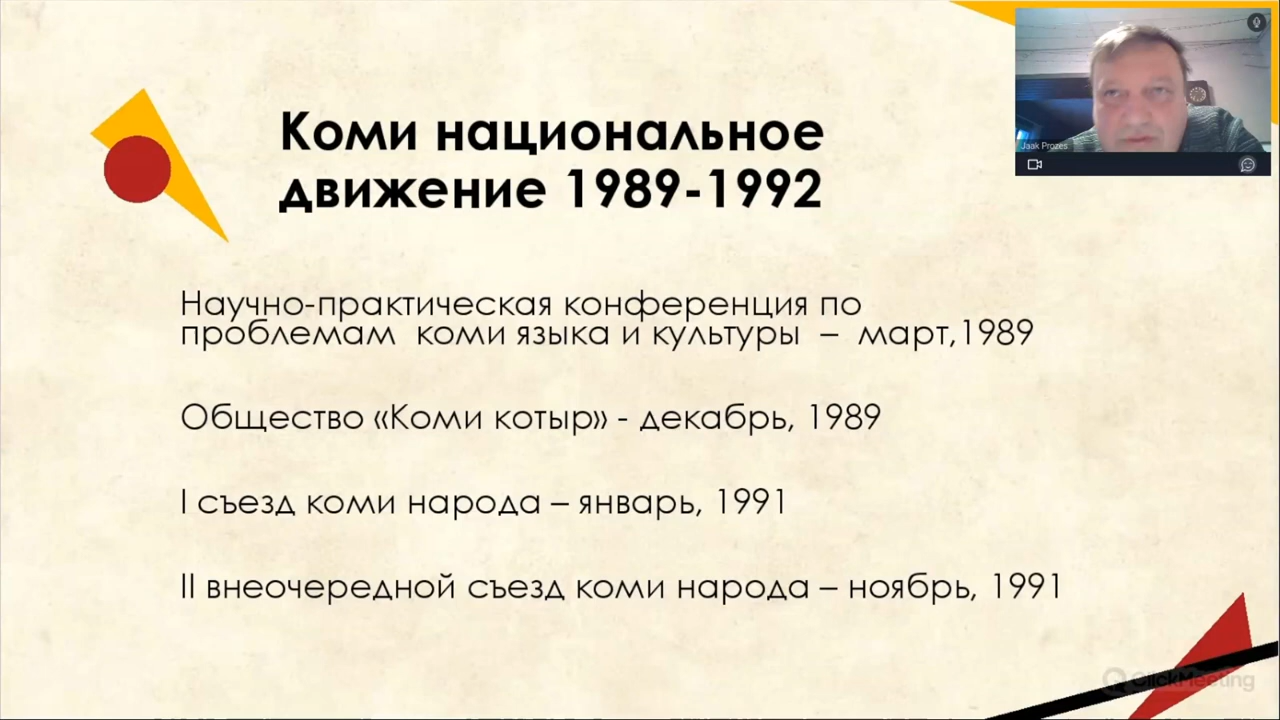 Коми национальное
движение 1989-1992
Jaak Prozes
Научно-практическая конференция по
проблемам коми языка и культуры – март,1989
Общество «Коми котыр» - декабрь, 1989
I съезд коми народа – январь, 1991
II внеочередной съезд коми народа – ноябрь, 1991
ClickMeeting